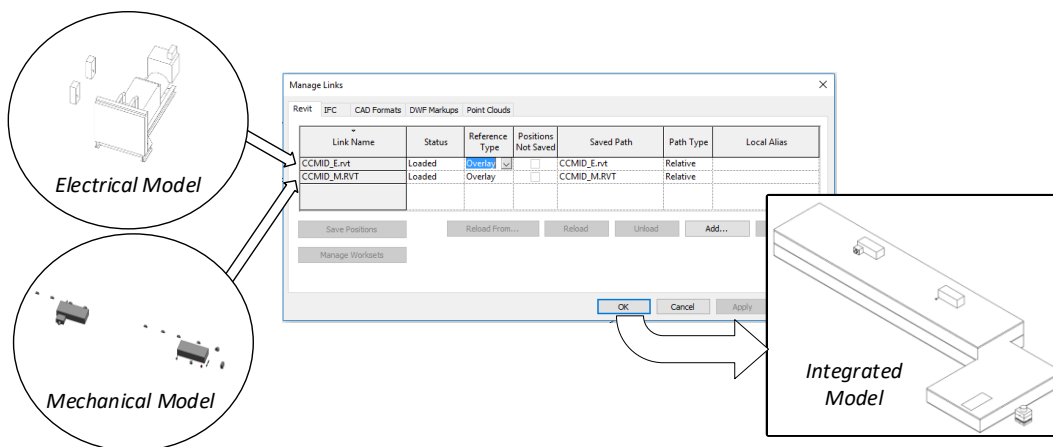 Electrical Model
Mechanical Model
Manage Links
Revit IFC CAD Formats DWF Markups Point Clouds
Link Name Status Reference Type Positions Not Saved Saved Path Path Type Local Alias
CCMID_E.rvt Loaded Overlay CCMID_E.rvt Relative
CCMID_M.RVT Loaded Overlay CCMID_M.RVT Relative
Save Positions Reload From... Reload Unload Add...
Manage Worksets
OK Cancel Apply
Integrated
Model